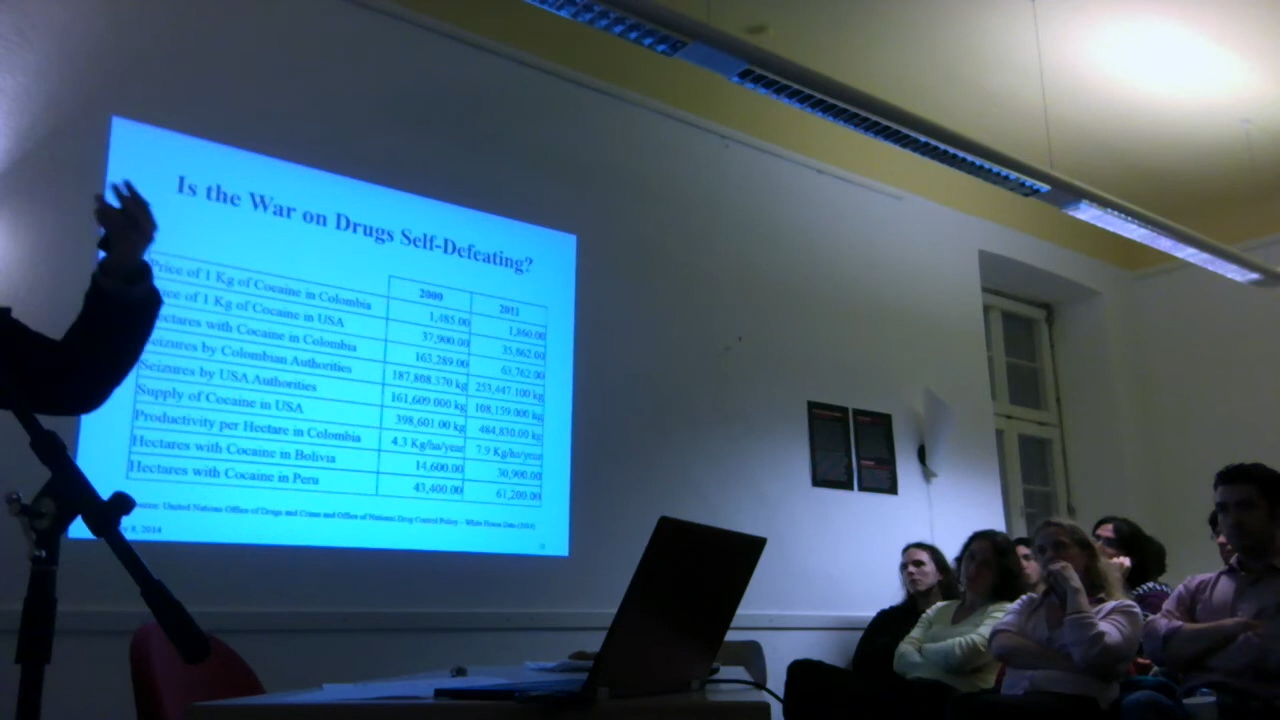 Is the War on Drugs Self-Defeating?
2000 2011
Price of 1 Kg of Cocaine in Colombia 1,485.00 1,860.00
ice of 1 Kg of Cocaine in USA 37,900.00 35,862.00
ectares with Cocaine in Colombia 163,289.00 63,762.00
eizures by Colombian Authorities 187,808.370 kg 253,447.100 kg
Seizures by USA Authorities 161,609.000 kg 108,159.000 kg
Supply of Cocaine in USA 398,601.00 kg 484,830.00 kg
Productivity per Hectare in Colombia 4.3 Kg/ha/year 7.9 Kg/ha/year
Hectares with Cocaine in Bolivia 14,600.00 30,900.00
Hectares with Cocaine in Peru 43,400.00 61,200.00
United Nations Office of Drugs and Crime and Office of National Drug Control Policy – White House Data
8, 2014